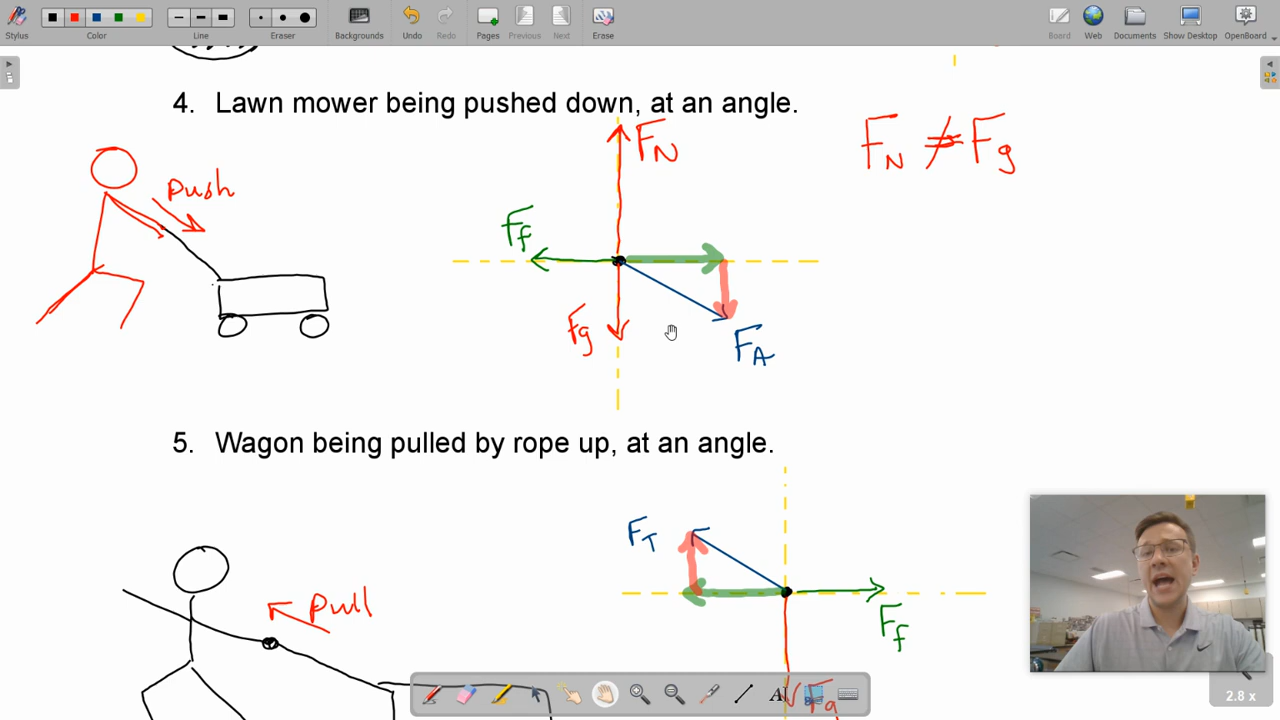 Stylus
Color
Line
Eraser
Backgrounds
Undo
Redo
Pages
Previous
Next
Erase
Board
Web
Documents
Show Desktop
OpenBoard
4. Lawn mower being pushed down, at an angle.
Push
FN
FN ≠ Fg
Ff
Fg
FA
5. Wagon being pulled by rope up, at an angle.
FT
Pull
Ff
Fg
2.8 x